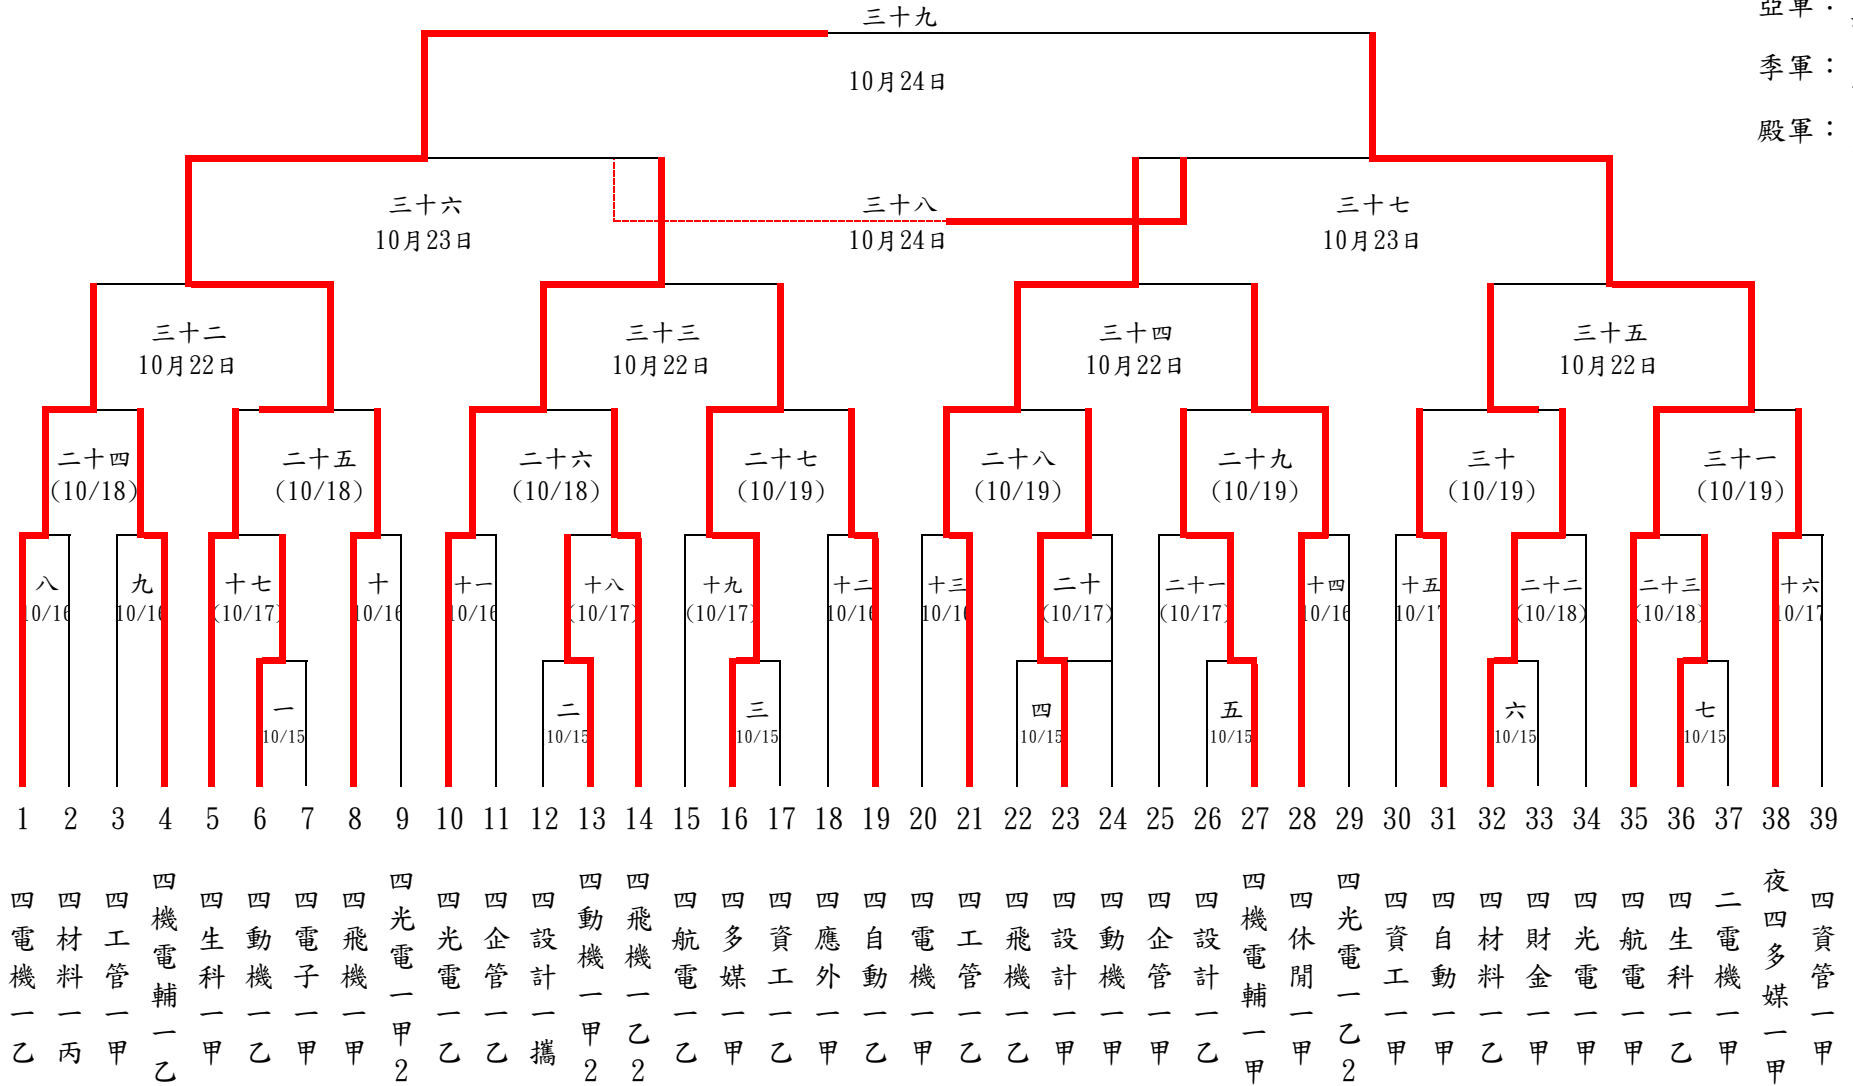 三十九
亞軍：
10月24日
季軍：
殿軍：
三十六
三十八
三十七
10月23日
10月24日
10月23日
三十二
三十三
三十四
三十五
10月22日
10月22日
10月22日
10月22日
二十四
二十五
二十六
二十七
二十八
二十九
三十
三十一
(10/18)
(10/18)
(10/18)
(10/19)
(10/19)
(10/19)
(10/19)
(10/19)
八
九
十七
十
十一
十八
十九
十二
十三
二十
二十一
十四
十五
二十二
二十三
十六
10/16
10/16
(10/17)
10/16
10/16
(10/17)
(10/17)
10/16
10/16
(10/17)
(10/17)
10/16
10/17
(10/18)
(10/18)
10/17
一
二
三
四
五
六
七
10/15
10/15
10/15
10/15
10/15
10/15
10/15
1 2 3 4 5 6 7 8 9 10 11 12 13 14 15 16 17 18 19 20 21 22 23 24 25 26 27 28 29 30 31 32 33 34 35 36 37 38 39
四電機一乙
四材料一丙
四工管一甲
四機電輔一乙
四生科一甲
四動機一乙
四電子一甲
四飛機一甲
四光電一甲2
四光電一乙
四企管一乙
四設計一攜
四動機一甲2
四飛機一乙2
四航電一乙
四多媒一甲
四資工一乙
四應外一甲
四自動一乙
四電機一甲
四工管一乙
四飛機一乙
四設計一甲
四動機一甲
四企管一甲
四設計一乙
四機電輔一甲
四休閒一甲
四光電一乙2
四資工一甲
四自動一甲
四材料一乙
四財金一甲
四光電一甲
四航電一甲
四生科一乙
二電機一甲
夜四多媒一甲
四資管一甲